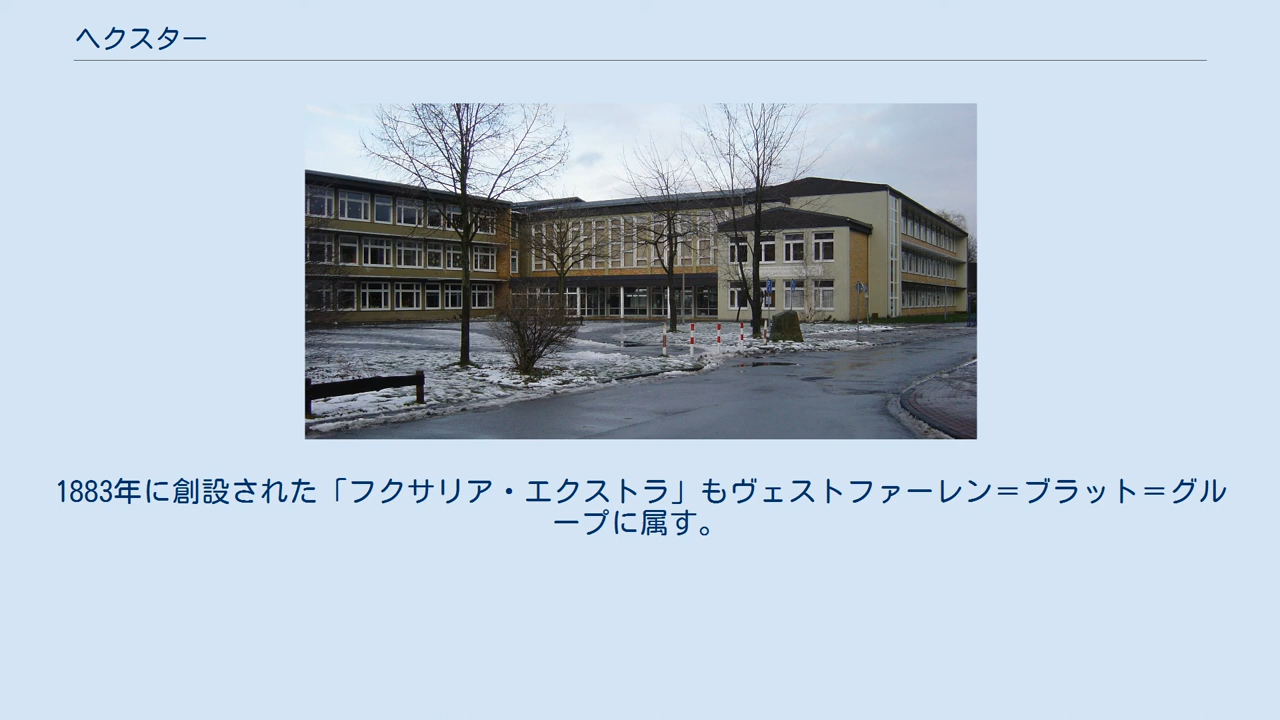 ヘクスター
1883年に創設された「フクサリア・エクストラ」もヴェストファーレン＝ブラット＝グル
ープに属す。